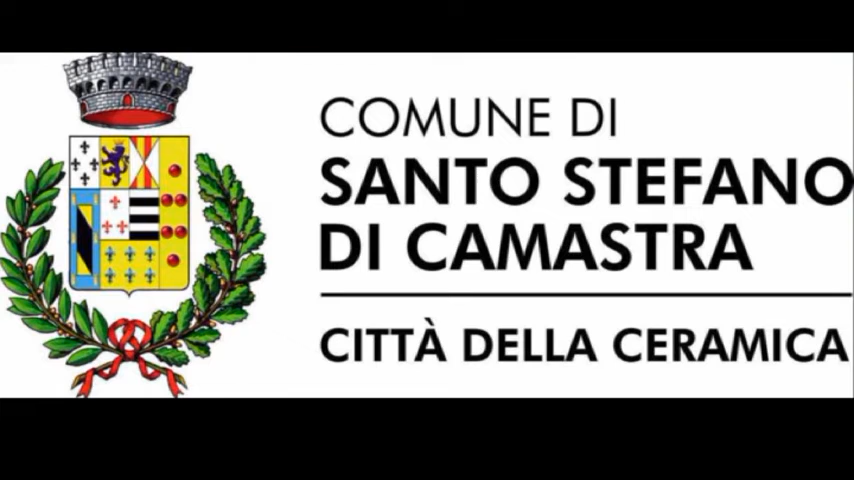 COMUNE DI
SANTO STEFANO
DI CAMASTRA
CITTÀ DELLA CERAMICA